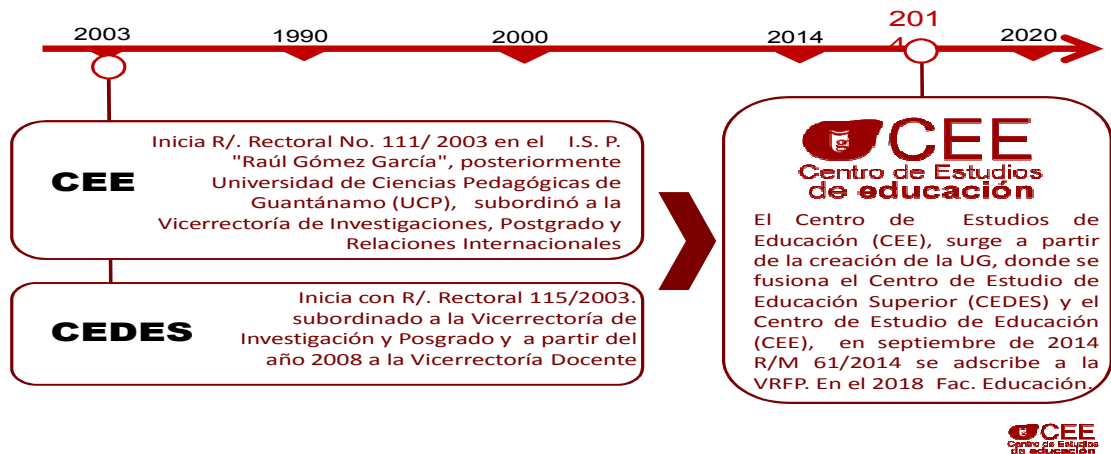 2003
1990
2000
2014
201
4
2020
CEE
Inicia R/. Rectoral No. 111/ 2003 en el I.S. P.
"Raúl Gómez García", posteriormente
Universidad de Ciencias Pedagógicas de
Guantánamo (UCP), subordinó a la
Vicerrectoría de Investigaciones, Postgrado y
Relaciones Internacionales
CEDES
Inicia con R/. Rectoral 115/2003.
subordinado a la Vicerrectoría de
Investigación y Posgrado y a partir del
año 2008 a la Vicerrectoría Docente
CEE
Centro de Estudios
de educación
El Centro de Estudios de
Educación (CEE), surge a partir
de la creación de la UG, donde se
fusiona el Centro de Estudio de
Educación Superior (CEDES) y el
Centro de Estudio de Educación
(CEE), en septiembre de 2014
R/M 61/2014 se adscribe a la
VRFP. En el 2018 Fac. Educación.
CEE
Centro de Estudios
de educación